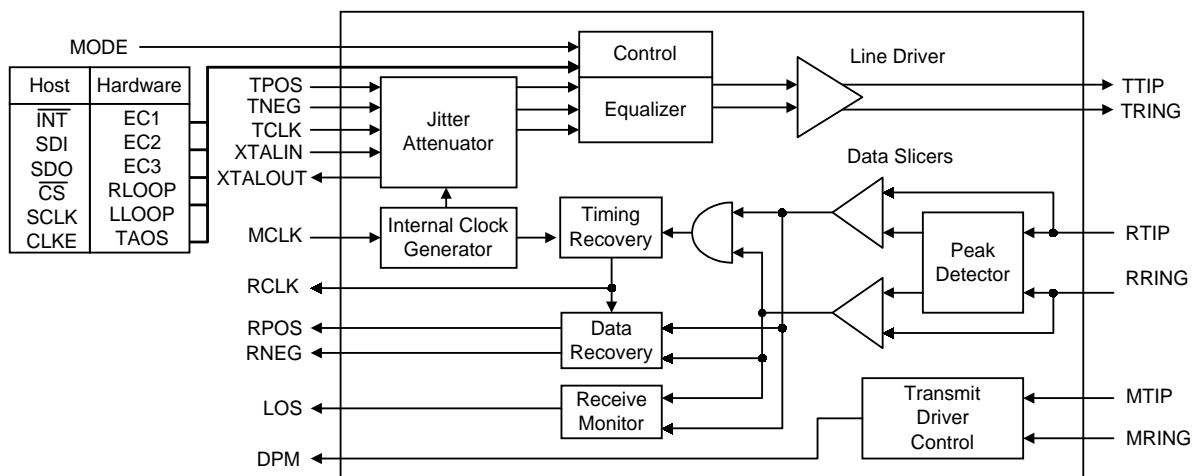 MODE
Host Hardware
INT EC1
SDI EC2
SDO EC3
CS RLOOP
SCLK LLOOP
CLKE TAOS
TPOS
TNEG
TCLK
XTALIN
XTALOUT
MCLK
RCLK
RPOS
RNEG
LOS
DPM
Control
Equalizer
Line Driver
Jitter
Attenuator
Internal Clock
Generator
Timing
Recovery
Data Slicers
Peak
Detector
Data
Recovery
Receive
Monitor
Transmit
Driver
Control
TTIP
TRING
RTIP
RRING
MTIP
MRING